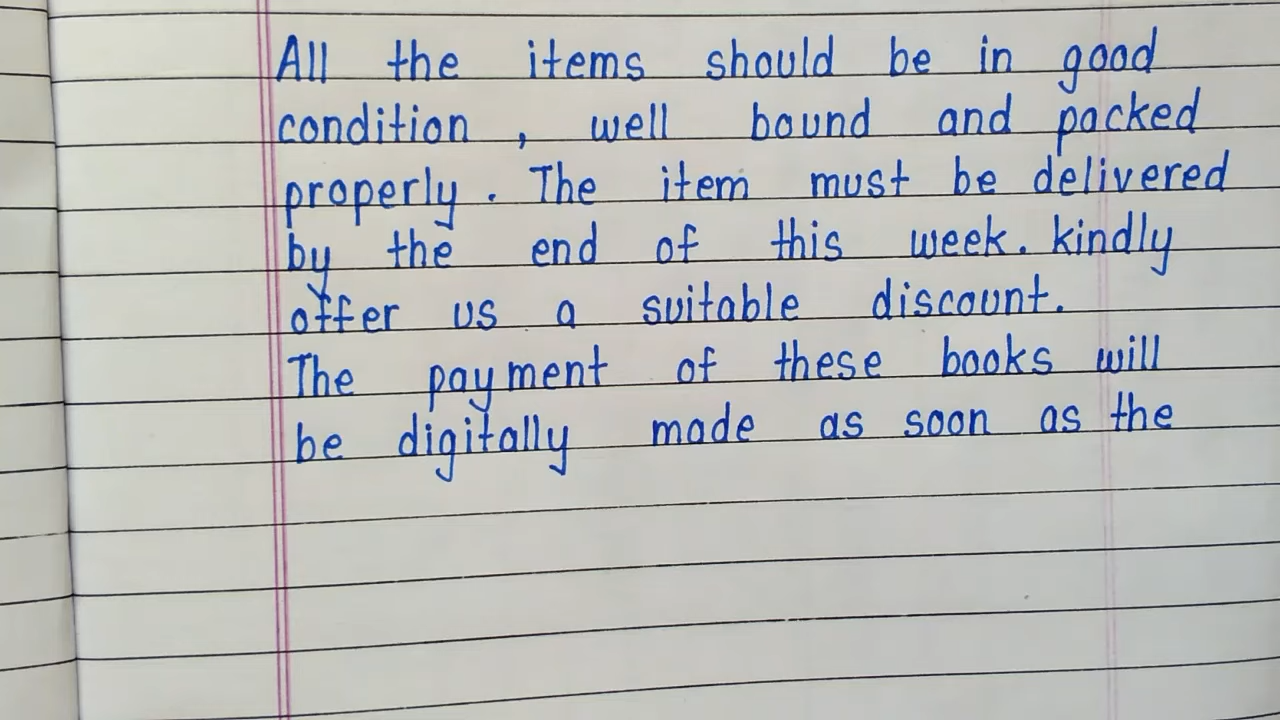 All the items should be in good
condition , well bound and packed
properly . The item must be delivered
by the end of this week. kindly
offer us a suitable discount.
The payment of these books will
be digitally made as soon as the